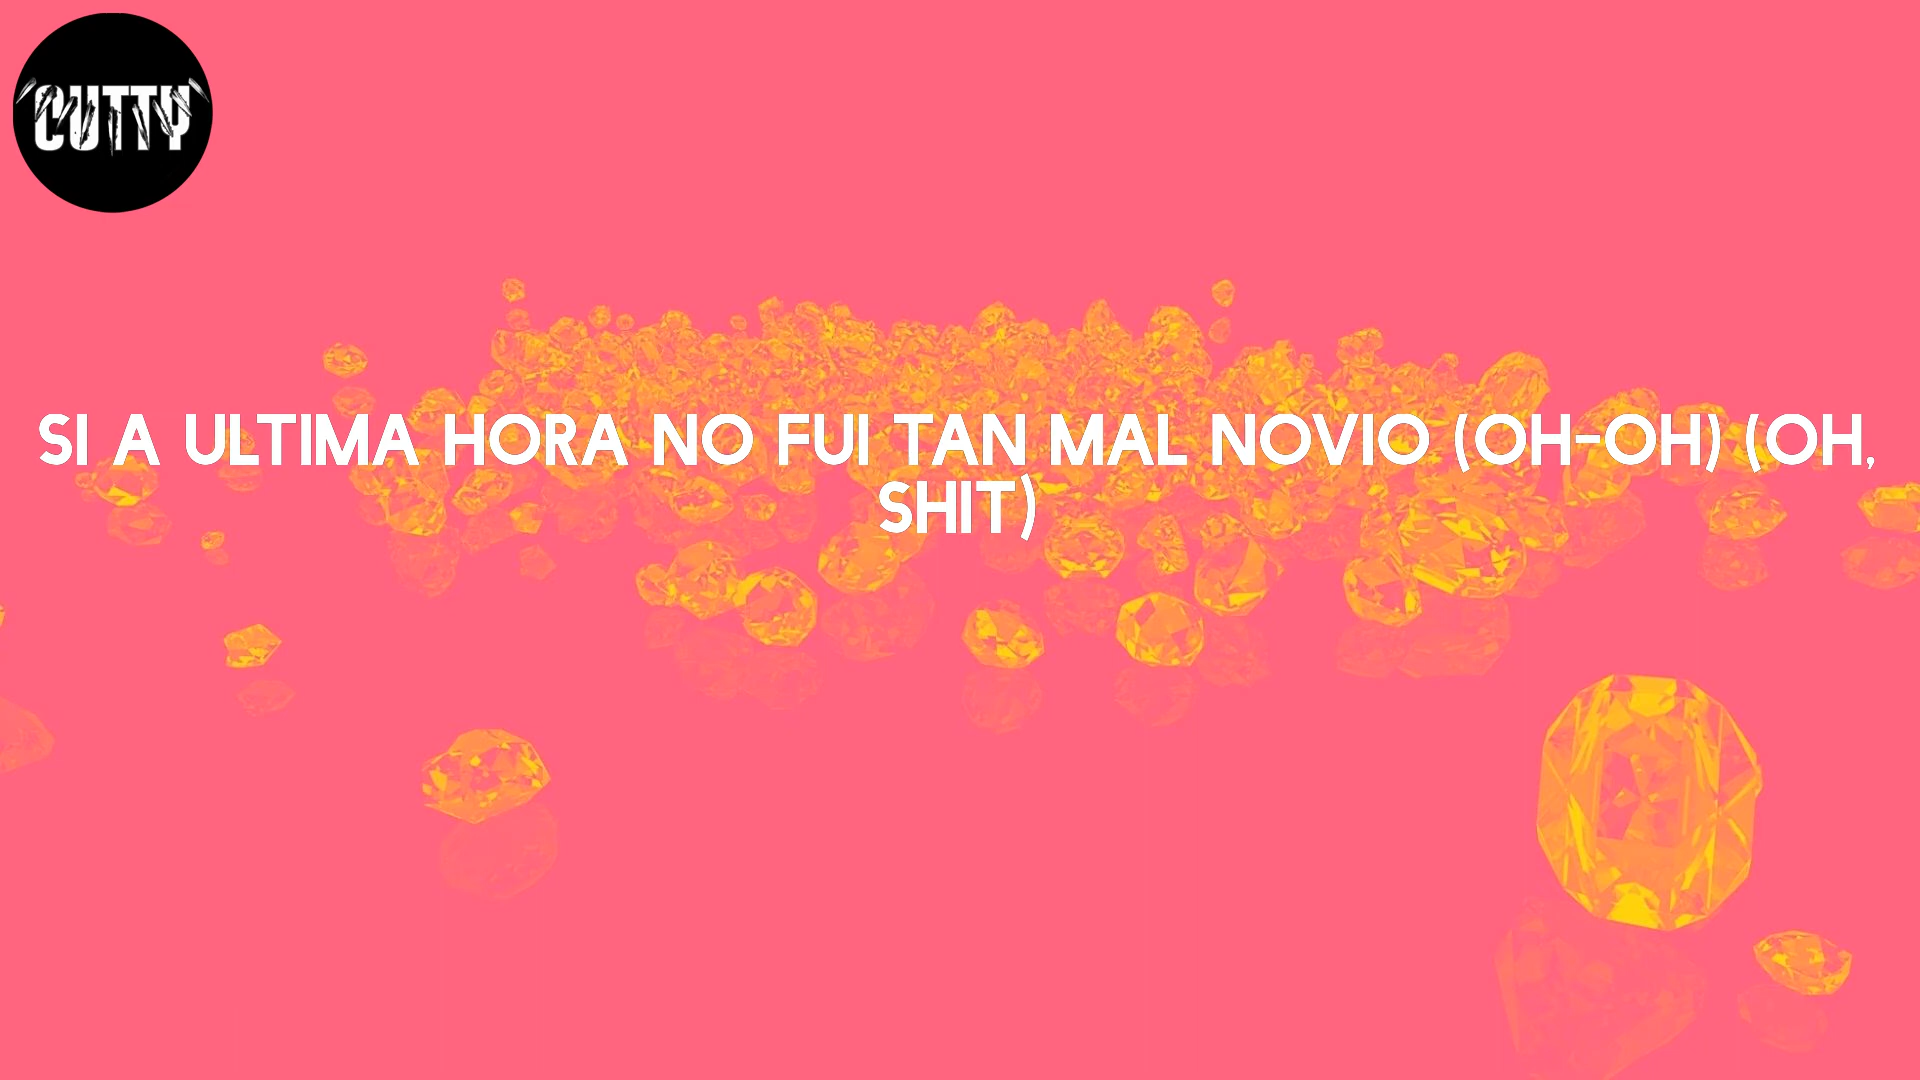 CUTTY
SI A ULTIMA HORA NO FUI TAN MAL NOVIO (OH-OH) (OH,
SHIT)